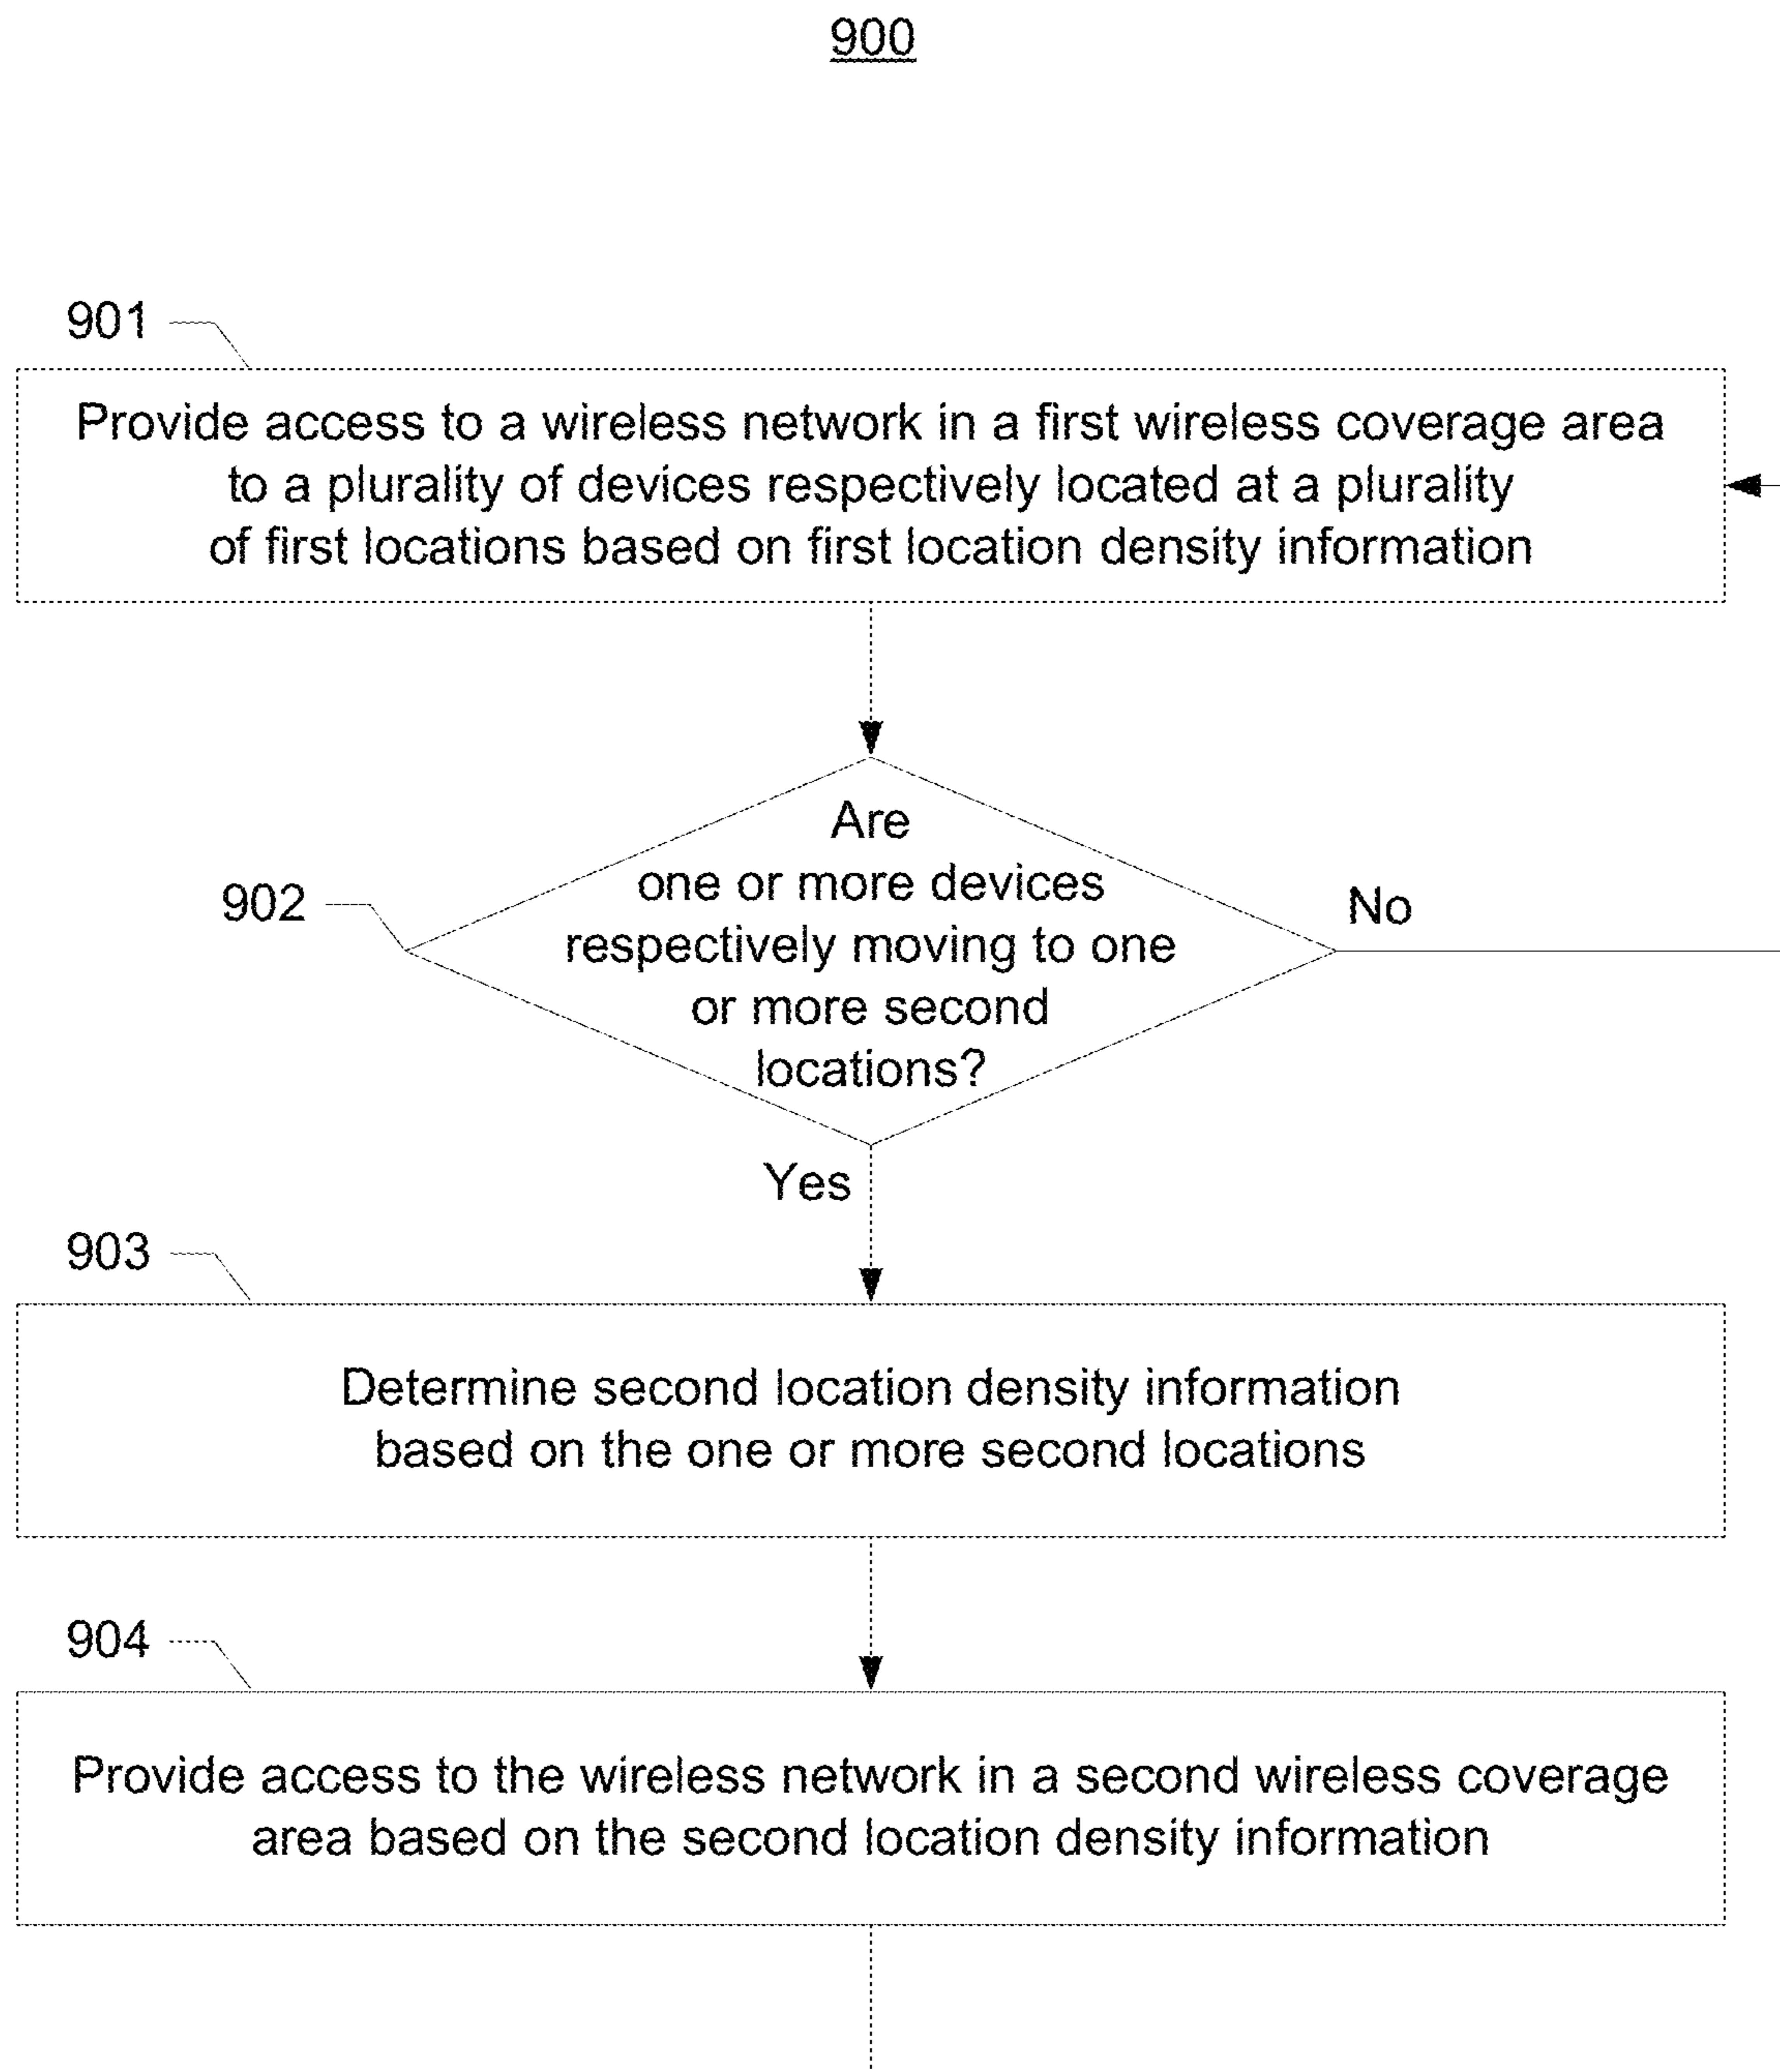 900
901
Provide access to a wireless network in a first wireless coverage area
to a plurality of devices respectively located at a plurality
of first locations based on first location density information
902
Are
one or more devices
respectively moving to one
or more second
locations?
No
Yes
903
Determine second location density information
based on the one or more second locations
904
Provide access to the wireless network in a second wireless coverage
area based on the second location density information